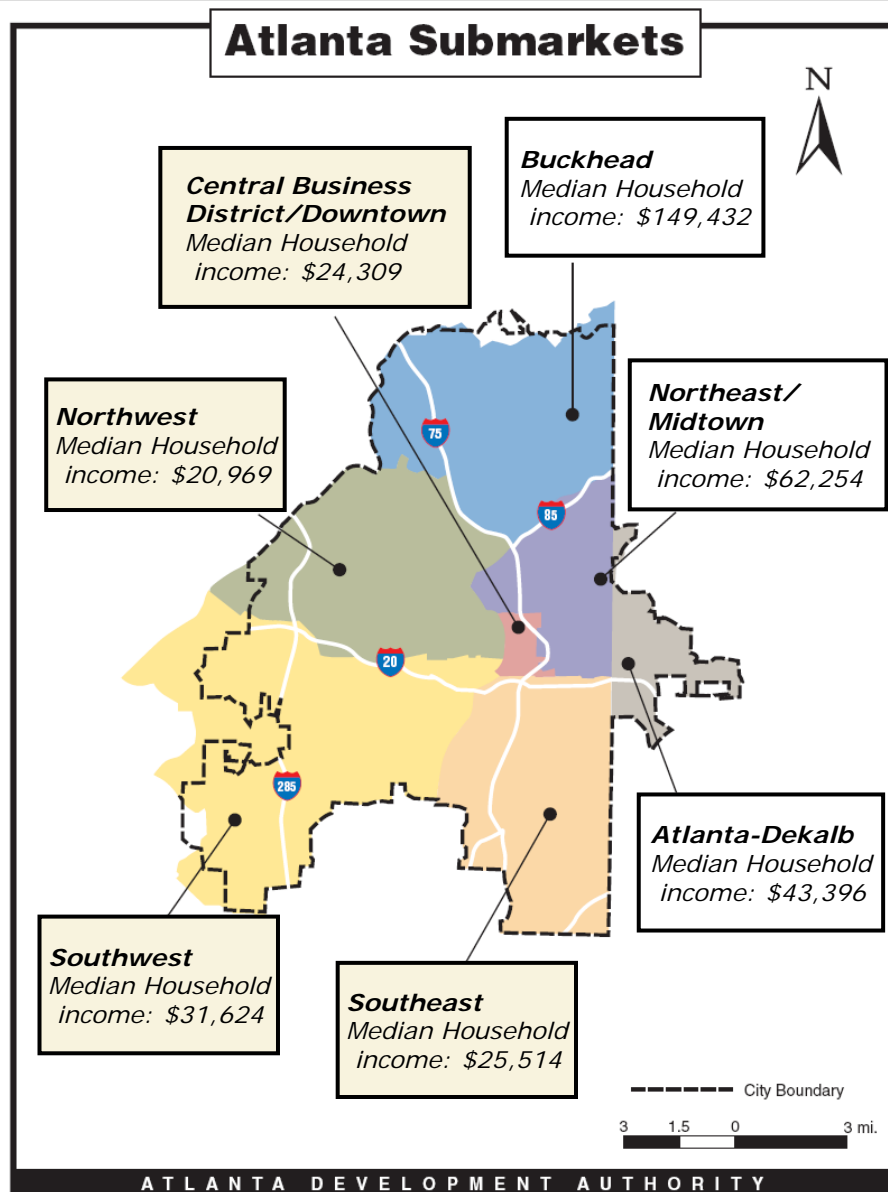 Atlanta Submarkets
N
Buckhead
Median Household
income: $149,432
Central Business
District/Downtown
Median Household
income: $24,309
Northeast/
Midtown
Median Household
income: $62,254
Northwest
Median Household
income: $20,969
75
85
20
285
Atlanta-Dekalb
Median Household
income: $43,396
Southwest
Median Household
income: $31,624
Southeast
Median Household
income: $25,514
City Boundary
3 1.5 0 3 mi.
ATLANTA DEVELOPMENT AUTHORITY